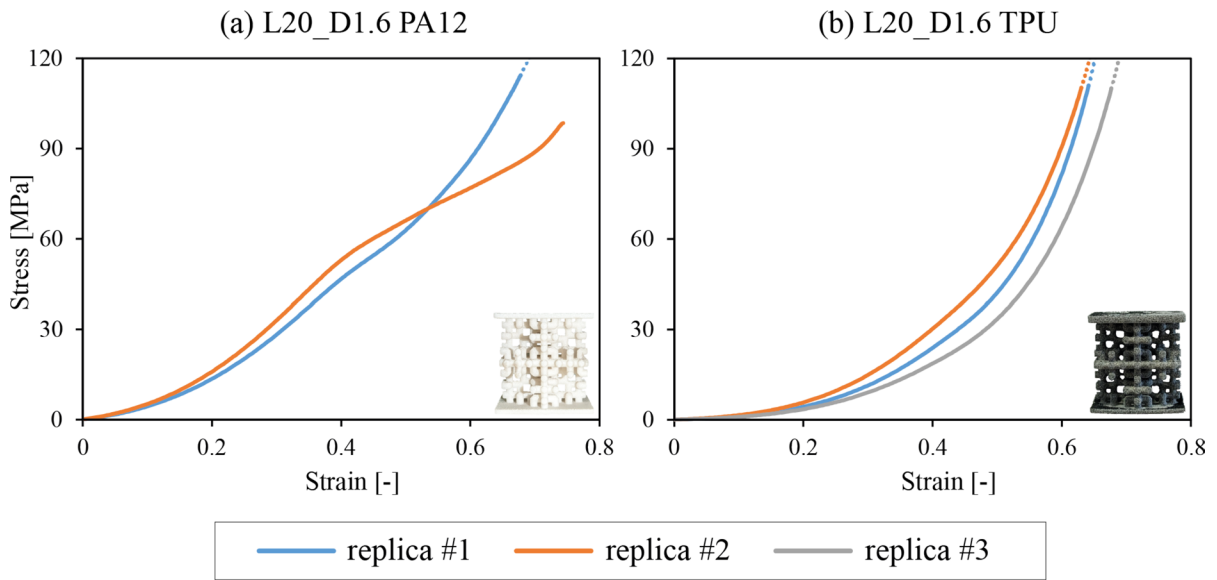 (a) L20_D1.6 PA12
Stress [MPa]
120
90
60
30
0
0 0.2 0.4 0.6 0.8
Strain [-]
(b) L20_D1.6 TPU
120
90
60
30
0
0 0.2 0.4 0.6 0.8
Strain [-]
replica #1 replica #2 replica #3